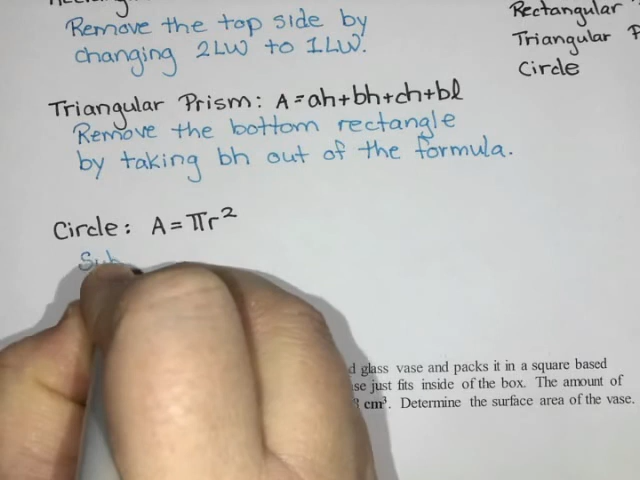 Remove the top side by
changing 2LW to 1LW.
Rectangular
Triangular
Circle
Triangular Prism: A=ah+bh+ch+bl
Remove the bottom rectangle
by taking bh out of the formula.
Circle: A=πr²
Sub
glass vase and packs it in a square based
just fits inside of the box. The amount of
cm³. Determine the surface area of the vase.